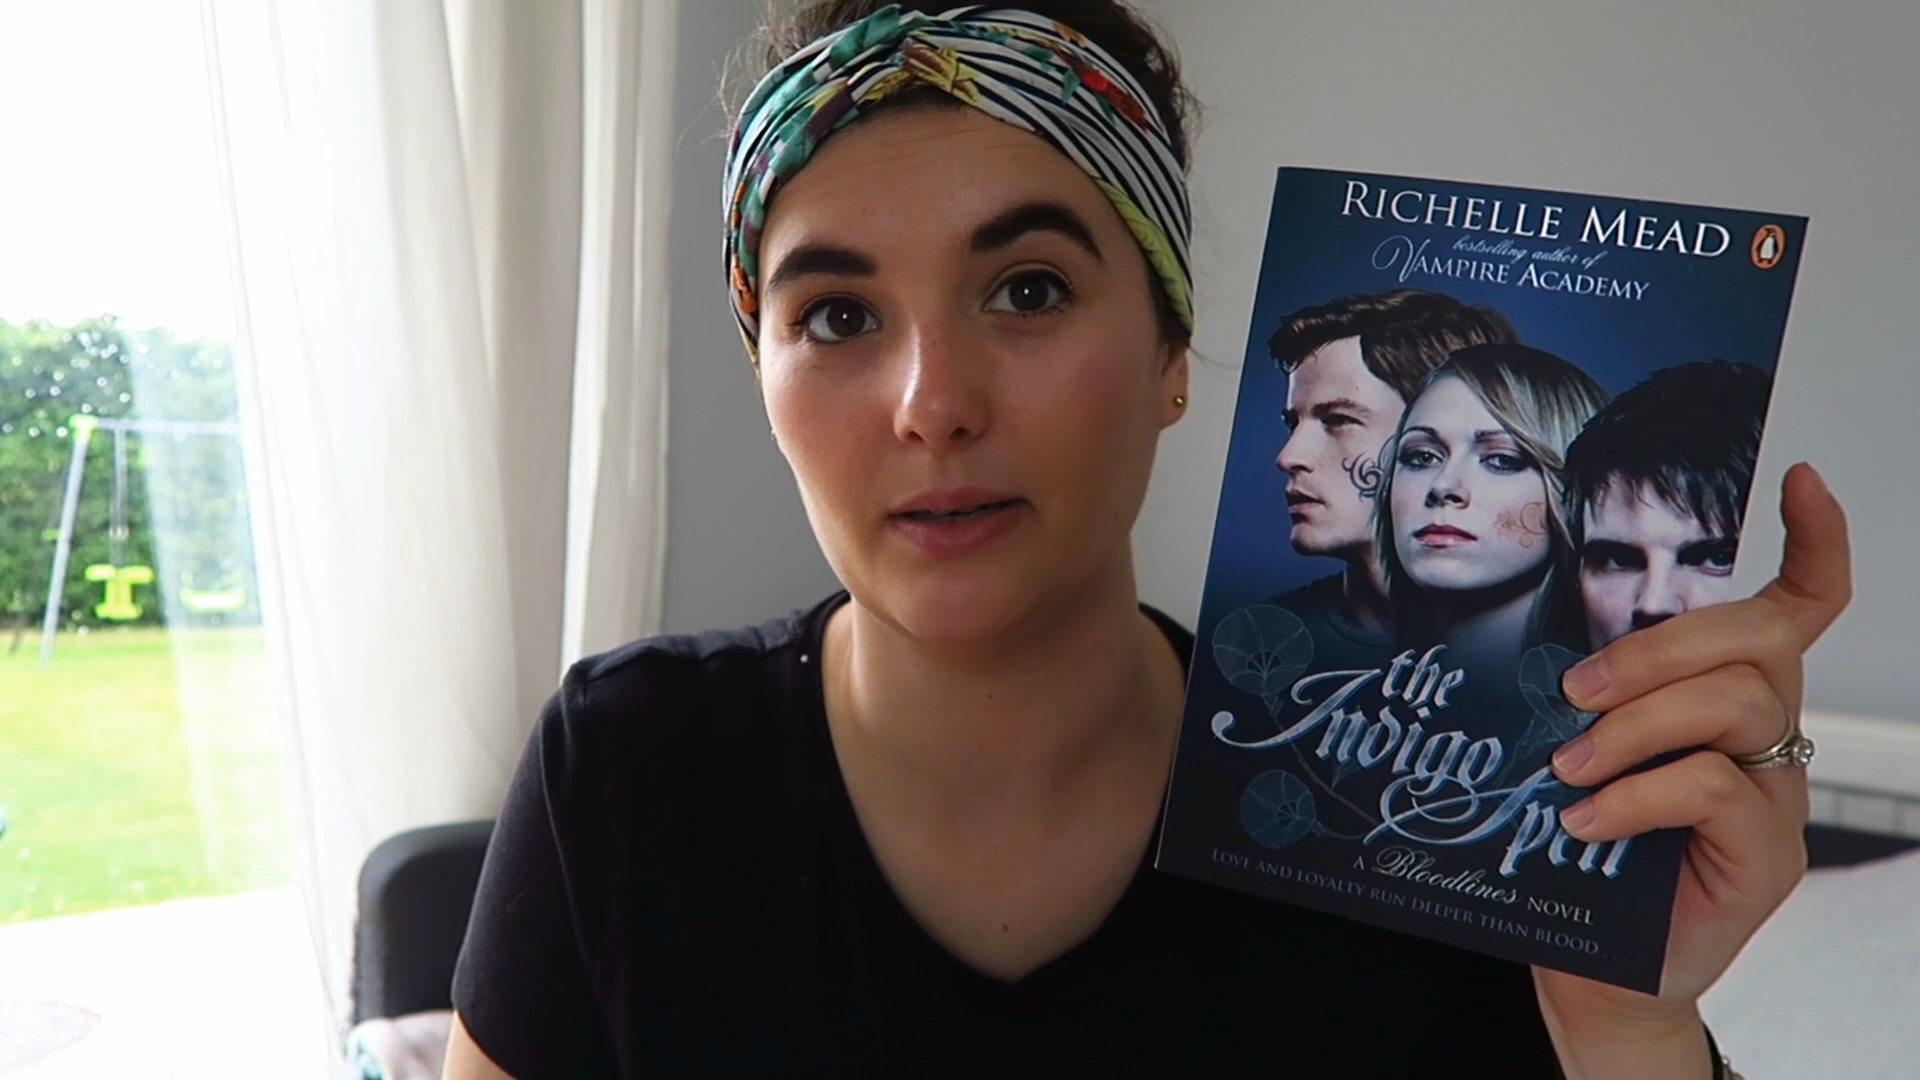 RICHELLE MEAD
bestselling author of
VAMPIRE ACADEMY
the
Indigo
Spell
A Bloodlines NOVEL
LOVE AND LOYALTY RUN DEEPER THAN BLOOD...